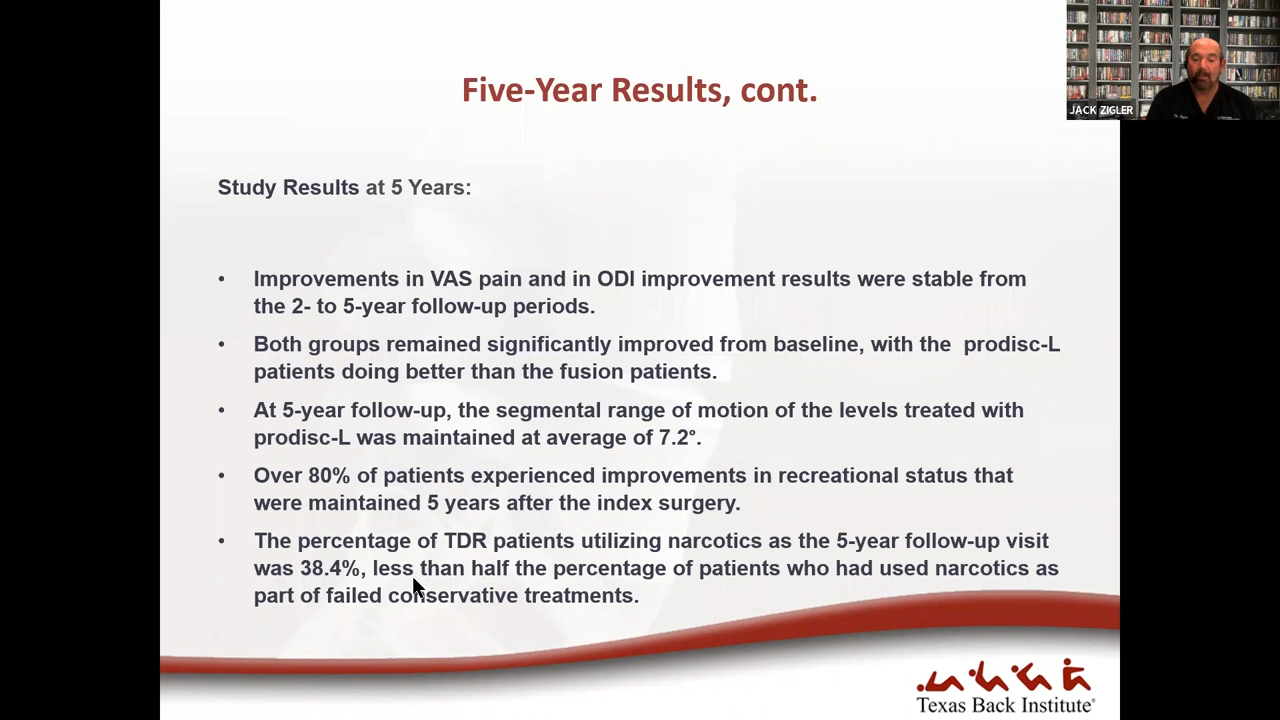 Five-Year Results, cont.
JACK ZIGLER
Study Results at 5 Years:
• Improvements in VAS pain and in ODI improvement results were stable from
the 2- to 5-year follow-up periods.
• Both groups remained significantly improved from baseline, with the prodisc-L
patients doing better than the fusion patients.
• At 5-year follow-up, the segmental range of motion of the levels treated with
prodisc-L was maintained at average of 7.2°.
• Over 80% of patients experienced improvements in recreational status that
were maintained 5 years after the index surgery.
• The percentage of TDR patients utilizing narcotics as the 5-year follow-up visit
was 38.4%, less than half the percentage of patients who had used narcotics as
part of failed conservative treatments.
Texas Back Institute®